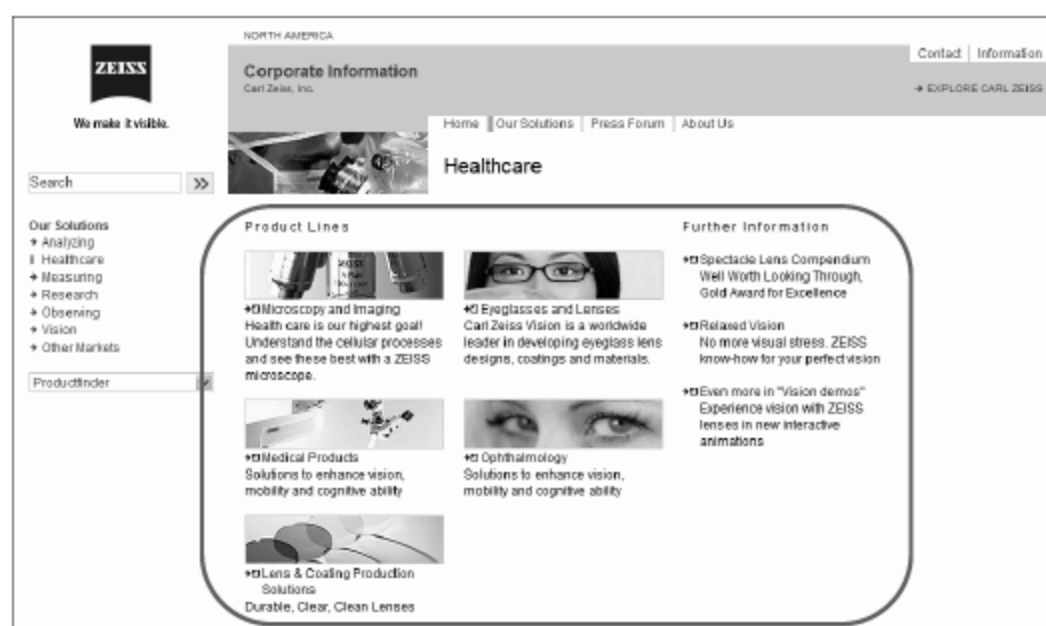 NORTH AMERICA
ZEISS
We make it visible.
Corporate Information
Carl Zeiss, Inc.
Contact | Information
EXPLORE CARL ZEISS
Home Our Solutions Press Forum About Us
Healthcare
Search
Our Solutions
Analyzing
Healthcare
Measuring
Research
Observing
Vision
Other Markets
Productfinder
Product Lines
Microscopy and Imaging
Health care is our highest goal!
Understand the cellular processes
and see these best with a ZEISS
microscope.
Eyeglasses and Lenses
Carl Zeiss Vision is a worldwide
leader in developing eyeglass lens
designs, coatings and materials.
Medical Products
Solutions to enhance vision,
mobility and cognitive ability
Ophthalmology
Solutions to enhance vision,
mobility and cognitive ability
Lens & Coating Production
Solutions
Durable, Clear, Clean Lenses
Further Information
Spectacle Lens Compendium
Well Worth Looking Through,
Gold Award for Excellence
Relaxed Vision
No more visual stress. ZEISS
know-how for your perfect vision
Even more in "Vision demos"
Experience vision with ZEISS
lenses in new interactive
animations